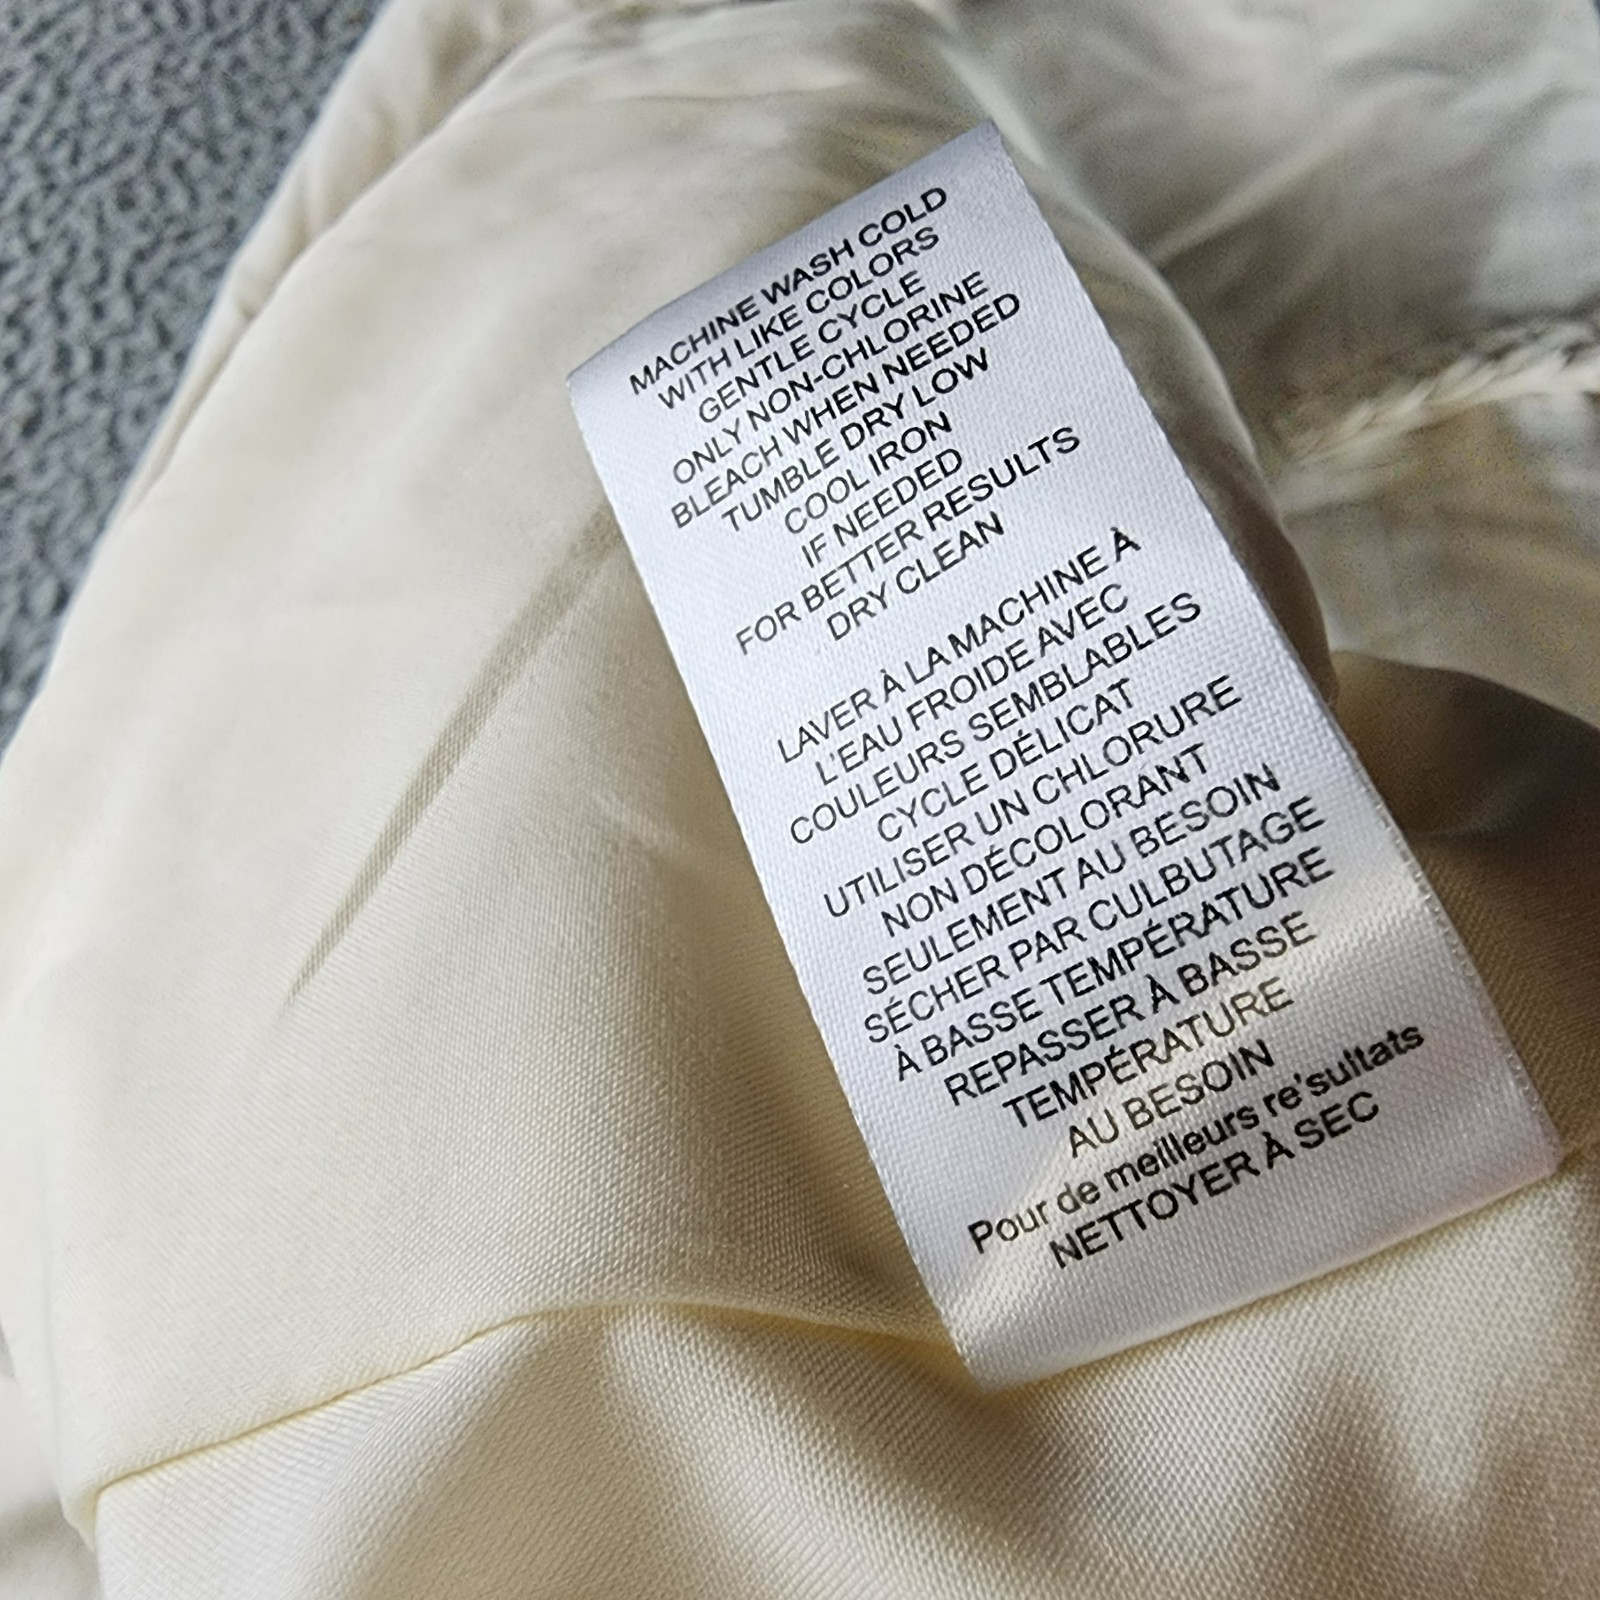 MACHINE WASH COLD
WITH LIKE COLORS
GENTLE CYCLE
ONLY NON-CHLORINE
BLEACH WHEN NEEDED
TUMBLE DRY LOW
COOL IRON
IF NEEDED
FOR BETTER RESULTS
DRY CLEAN
LAVER À LA MACHINE À
L'EAU FROIDE AVEC
COULEURS SEMBLABLES
CYCLE DÉLICAT
UTILISER UN CHLORURE
NON DÉCOLORANT
SEULEMENT AU BESOIN
SÉCHER PAR CULBUTAGE
À BASSE TEMPÉRATURE
REPASSER À BASSE
TEMPÉRATURE
AU BESOIN
Pour de meilleurs re'sultats
NETTOYER À SEC